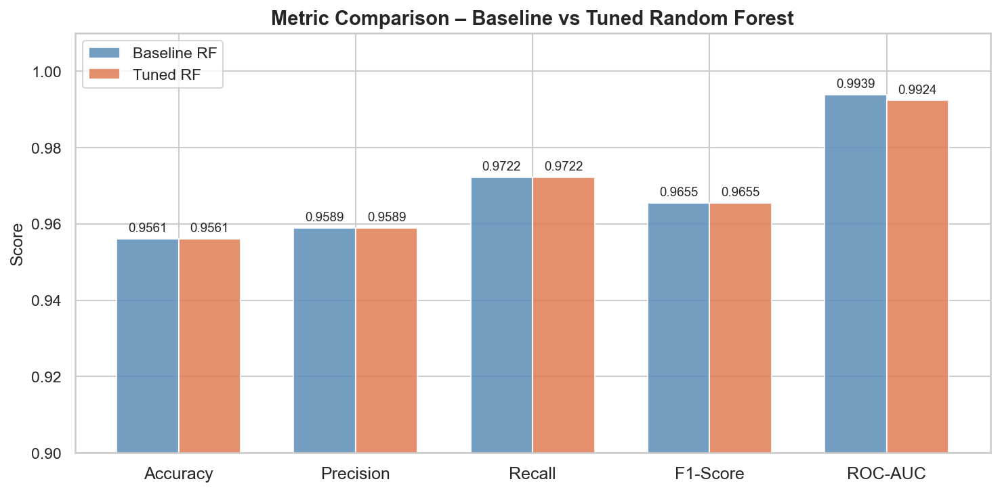 Metric Comparison – Baseline vs Tuned Random Forest
Baseline RF
Tuned RF
Score
1.00
0.98
0.96
0.94
0.92
0.90
0.9561 0.9561
0.9589 0.9589
0.9722 0.9722
0.9655 0.9655
0.9939 0.9924
Accuracy Precision Recall F1-Score ROC-AUC